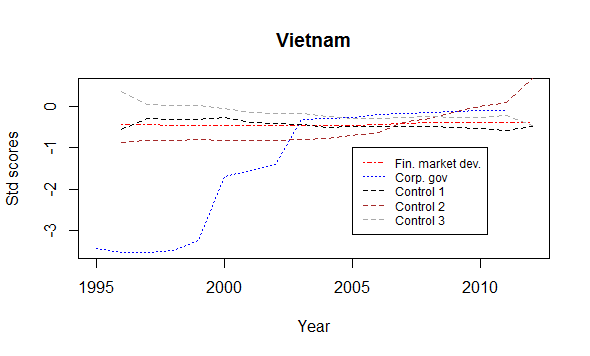 Vietnam
Std scores
0
-1
-2
-3
Fin. market dev.
Corp. gov
Control 1
Control 2
Control 3
1995 2000 2005 2010
Year